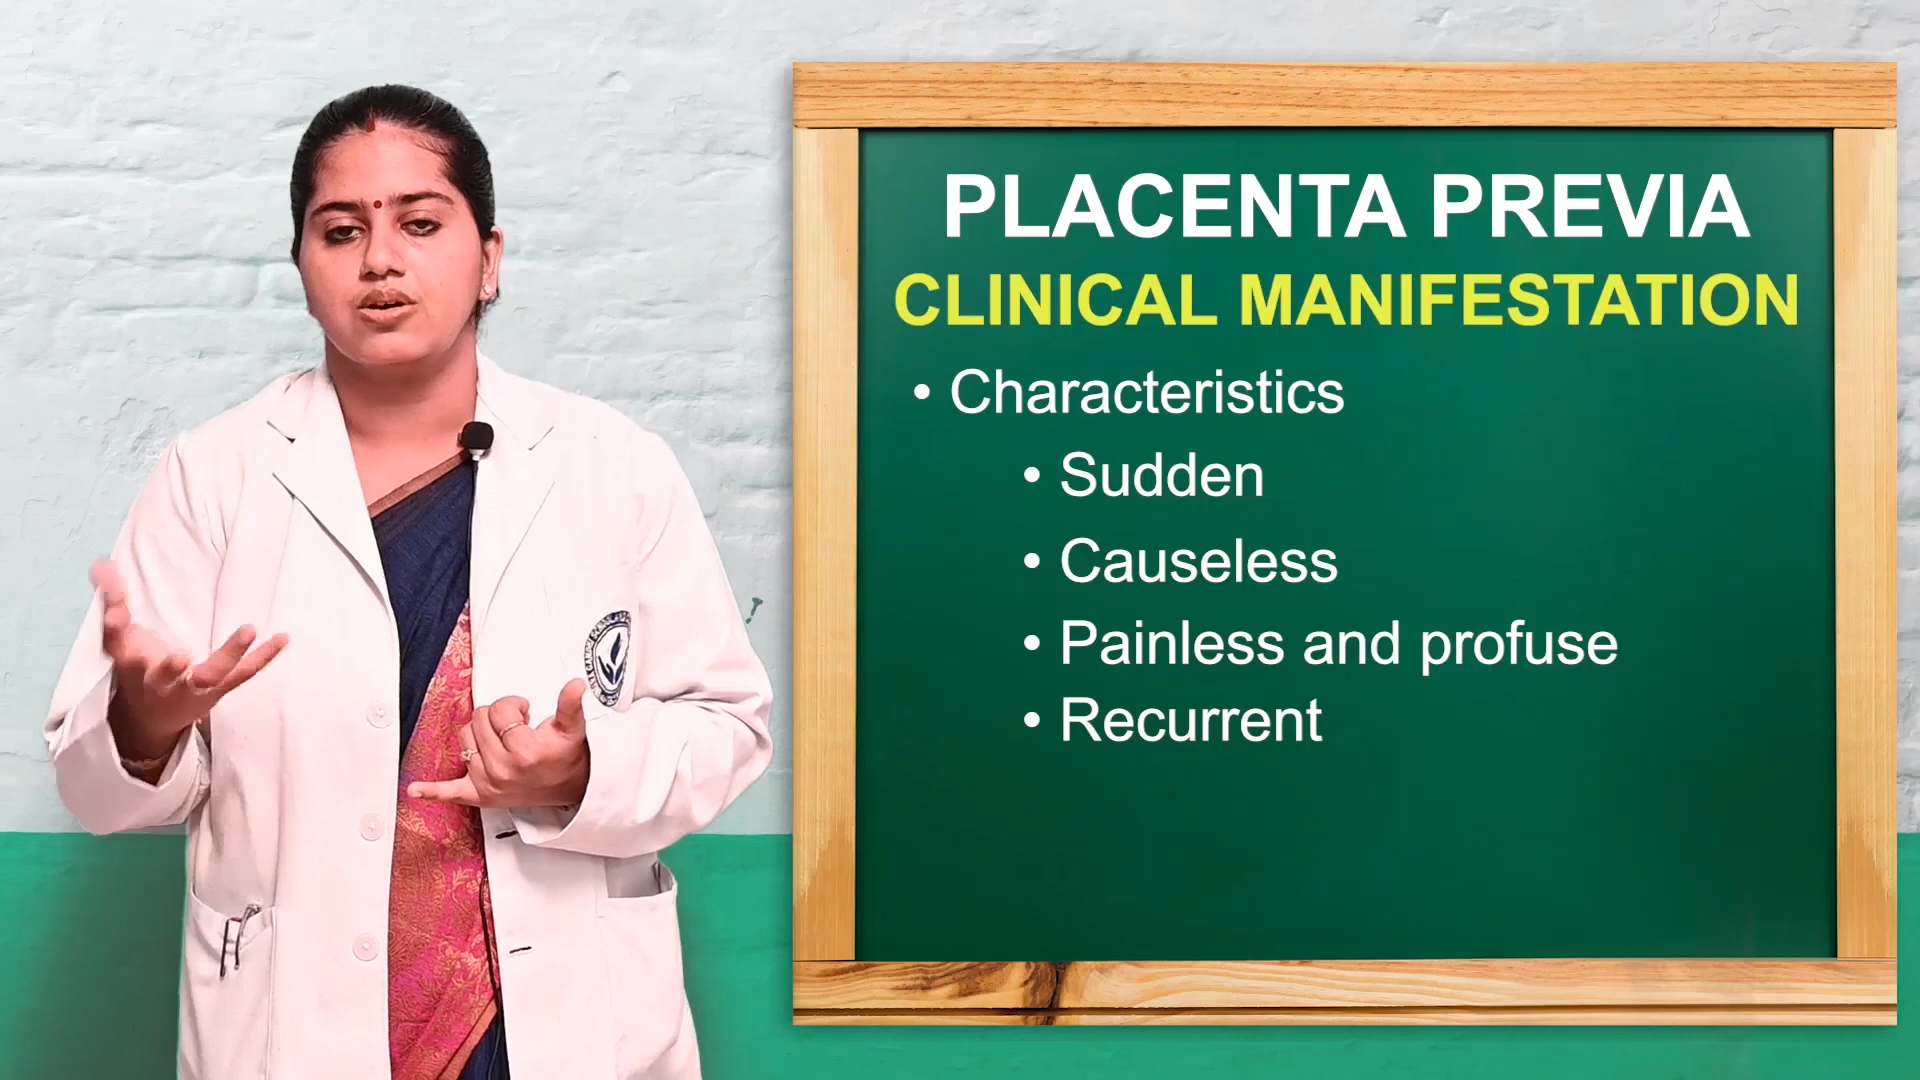 PLACENTA PREVIA
CLINICAL MANIFESTATION
• Characteristics
• Sudden
• Causeless
• Painless and profuse
• Recurrent